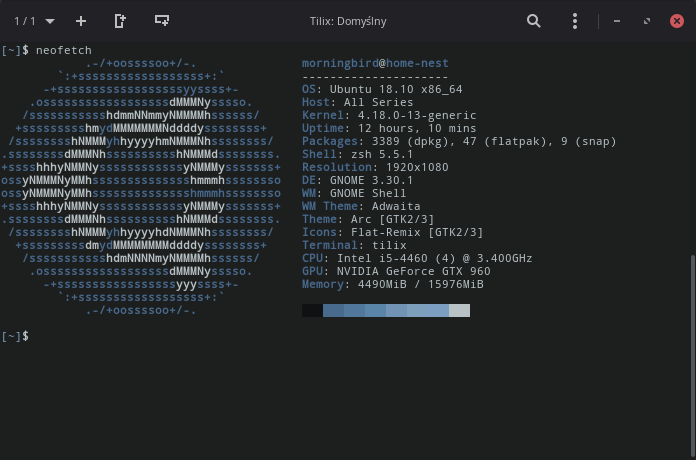 1 / 1
Tilix: Domyślny
[~]$ neofetch
.-/+oossssoo+/-.
`:+ssssssssssssssssss+:`
-+ssssssssssssssssssyyssss+-
.ossssssssssssssssssdMMMNysssso.
/ssssssssssshdmmNNmmyNMMMMhssssss/
+ssssssssshmydMMMMMMMNddddyssssssss+
/sssssssshNMMMyhhyyyyhmNMMMNhssssssss/
.ssssssssdMMMNhsssssssssshNMMMdssssssss.
+sssshhhyNMMNyssssssssssssyNMMMysssssss+
ossyNMMMNyMMhsssssssssssssshmmmhssssssso
ossyNMMMNyMMhsssssssssssssshmmmhssssssso
+sssshhhyNMMNyssssssssssssyNMMMysssssss+
.ssssssssdMMMNhsssssssssshNMMMdssssssss.
/sssssssshNMMMyhhyyyyhdNMMMNhssssssss/
+sssssssssdmydMMMMMMMMddddyssssssss+
/ssssssssssshdmNNNNmyNMMMMhssssss/
.ossssssssssssssssssdMMMNysssso.
-+sssssssssssssssssyyyssss+-
`:+ssssssssssssssssss+:`
.-/+oossssoo+/-.
morningbird@home-nest
---------------------
OS: Ubuntu 18.10 x86_64
Host: All Series
Kernel: 4.18.0-13-generic
Uptime: 12 hours, 10 mins
Packages: 3389 (dpkg), 47 (flatpak), 9 (snap)
Shell: zsh 5.5.1
Resolution: 1920x1080
DE: GNOME 3.30.1
WM: GNOME Shell
WM Theme: Adwaita
Theme: Arc [GTK2/3]
Icons: Flat-Remix [GTK2/3]
Terminal: tilix
CPU: Intel i5-4460 (4) @ 3.400GHz
GPU: NVIDIA GeForce GTX 960
Memory: 4490MiB / 15976MiB
[~]$